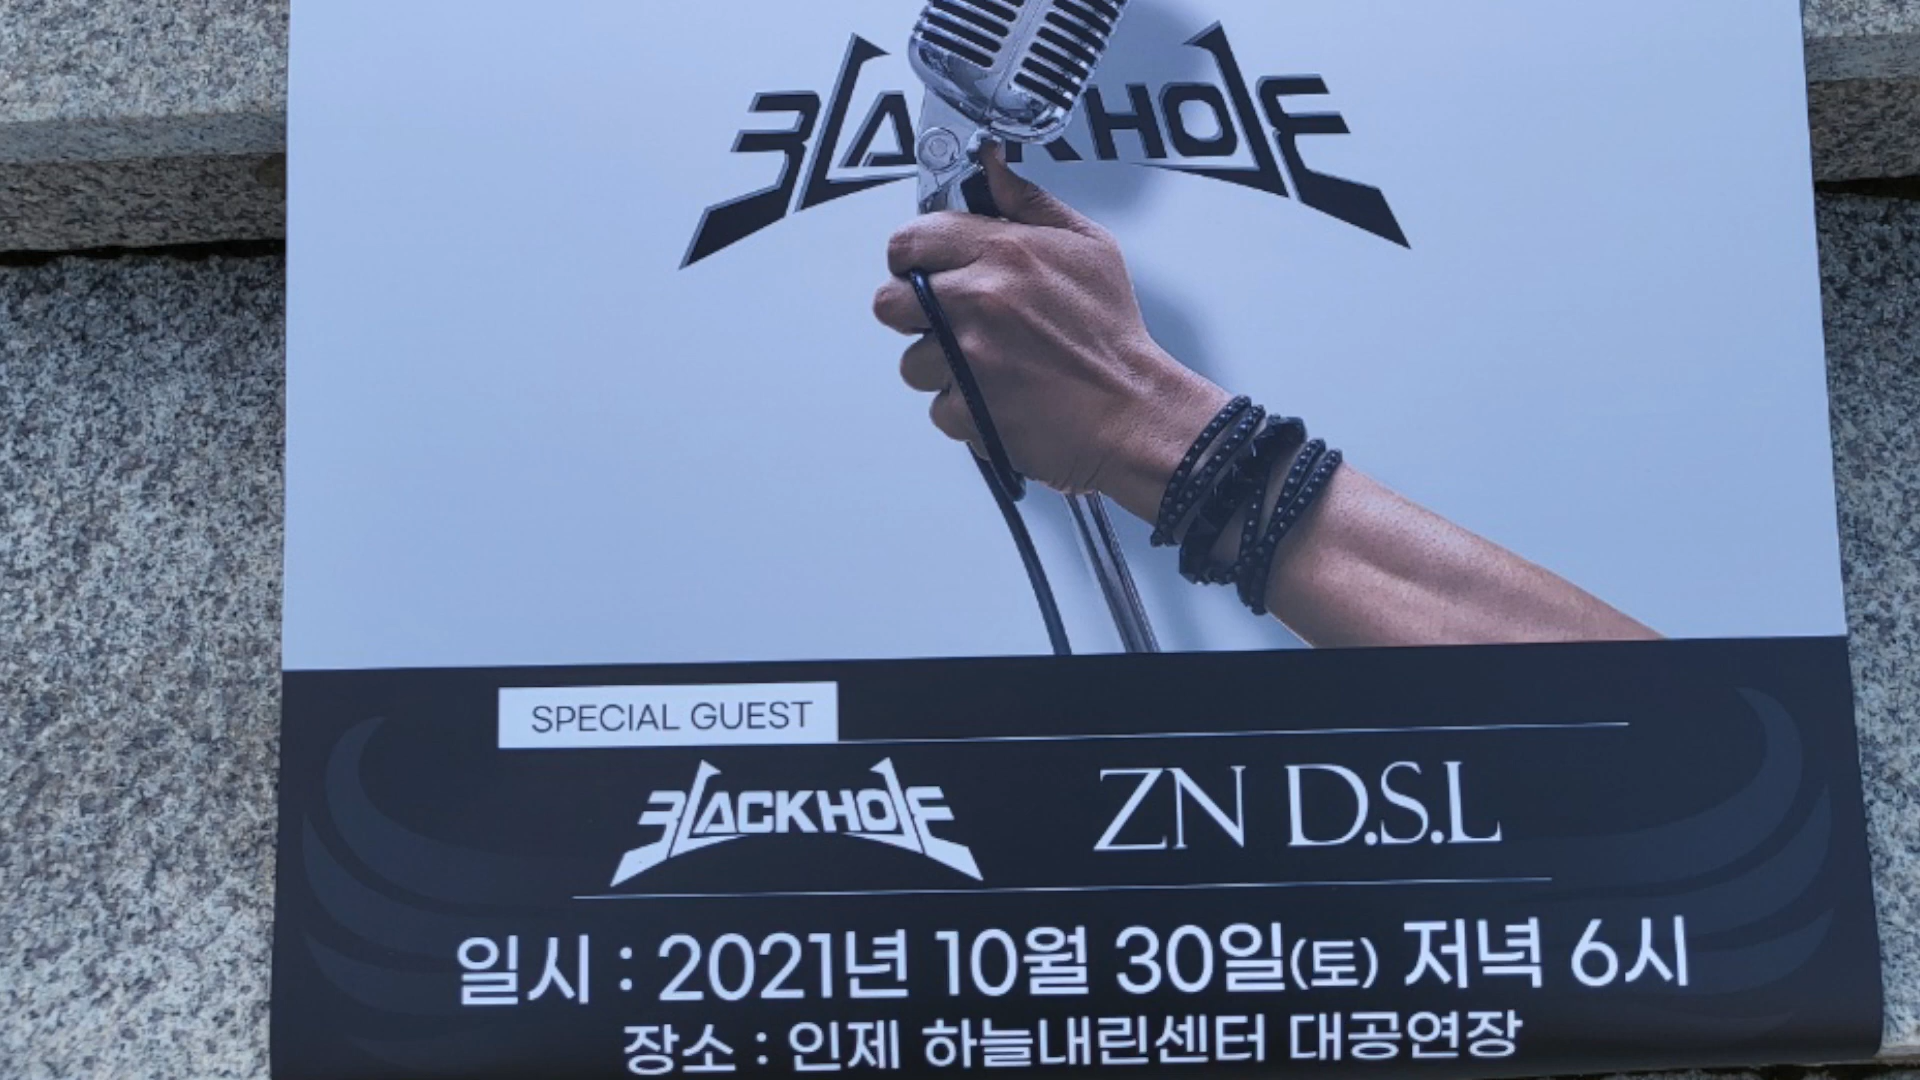 BLACKHOLE
SPECIAL GUEST
BLACKHOLE ZN D.S.L
일시 : 2021년 10월 30일(토) 저녁 6시
장소 : 인제 하늘내린센터 대공연장